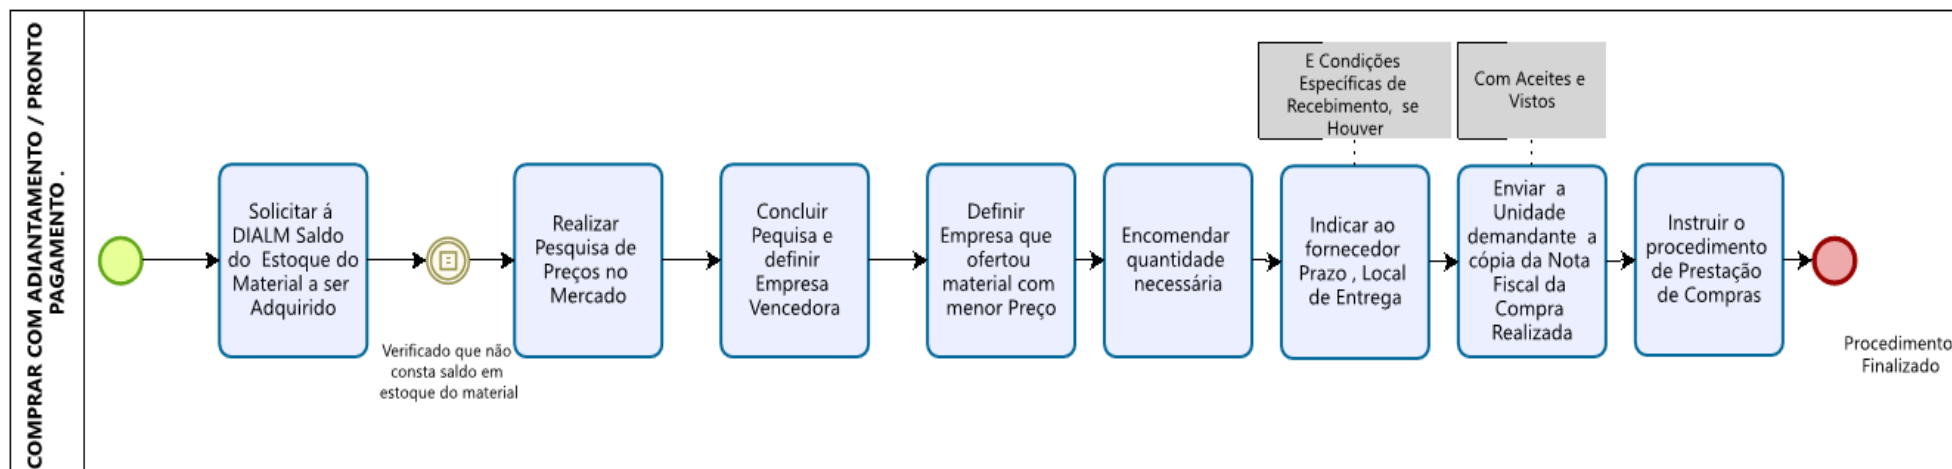 COMPRAR COM ADIANTAMENTO / PRONTO
PAGAMENTO .
Solicitar á
DIALM Saldo
do Estoque do
Material a ser
Adquirido
Verificado que não
consta saldo em
estoque do material
Realizar
Pesquisa de
Preços no
Mercado
Concluir
Pequisa e
definir
Empresa
Vencedora
Definir
Empresa que
ofertou
material com
menor Preço
Encomendar
quantidade
necessária
E Condições
Específicas de
Recebimento, se
Houver
Indicar ao
fornecedor
Prazo , Local
de Entrega
Com Aceites e
Vistos
Enviar a
Unidade
demandante a
cópia da Nota
Fiscal da
Compra
Realizada
Instruir o
procedimento
de Prestação
de Compras
Procedimento
Finalizado